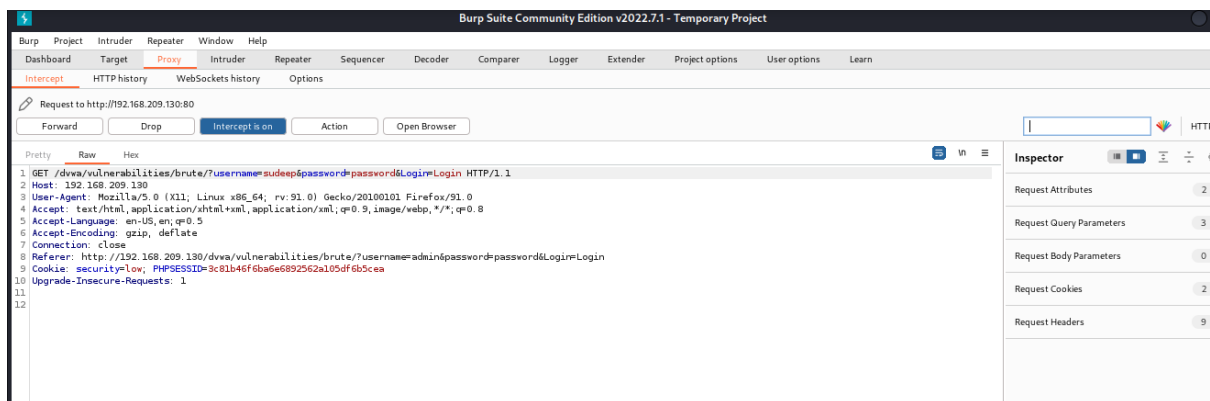 Burp Suite Community Edition v2022.7.1 - Temporary Project
Burp Project Intruder Repeater Window Help
Dashboard Target Proxy Intruder Repeater Sequencer Decoder Comparer Logger Extender Project options User options Learn
Intercept HTTP history WebSockets history Options
Request to http://192.168.209.130:80
Forward Drop Intercept is on Action Open Browser
Pretty Raw Hex \n
Inspector
1 GET /dvwa/vulnerabilities/brute/?username=sudeep&password=password&Login=Login HTTP/1.1
2 Host: 192.168.209.130
3 User-Agent: Mozilla/5.0 (X11; Linux x86_64; rv:91.0) Gecko/20100101 Firefox/91.0
4 Accept: text/html,application/xhtml+xml,application/xml;q=0.9,image/webp,*/*;q=0.8
5 Accept-Language: en-US,en;q=0.5
6 Accept-Encoding: gzip, deflate
7 Connection: close
8 Referer: http://192.168.209.130/dvwa/vulnerabilities/brute/?username=admin&password=password&Login=Login
9 Cookie: security=low; PHPSESSID=3c81b46f6ba6e6892562a105df6b5cea
10 Upgrade-Insecure-Requests: 1
11
12
Request Attributes 2
Request Query Parameters 3
Request Body Parameters 0
Request Cookies 2
Request Headers 9